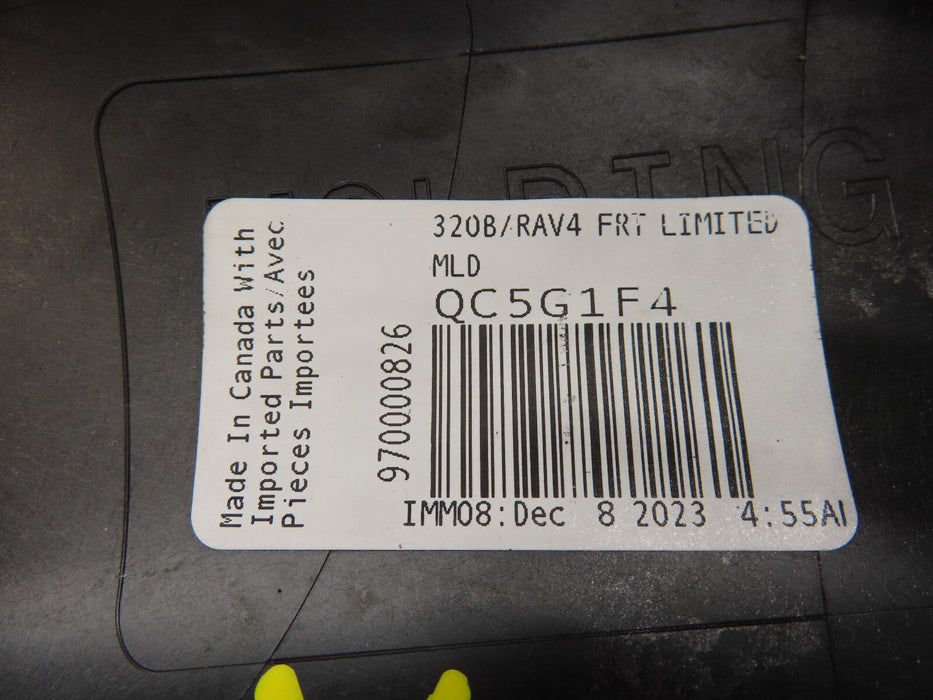 MOLDING
320B/RAV4 FRT LIMITED
MLD
QC5G1F4
970000826
IMM08:Dec 8 2023 4:55A
Made In Canada With
Imported Parts/Avec
Pieces Importees